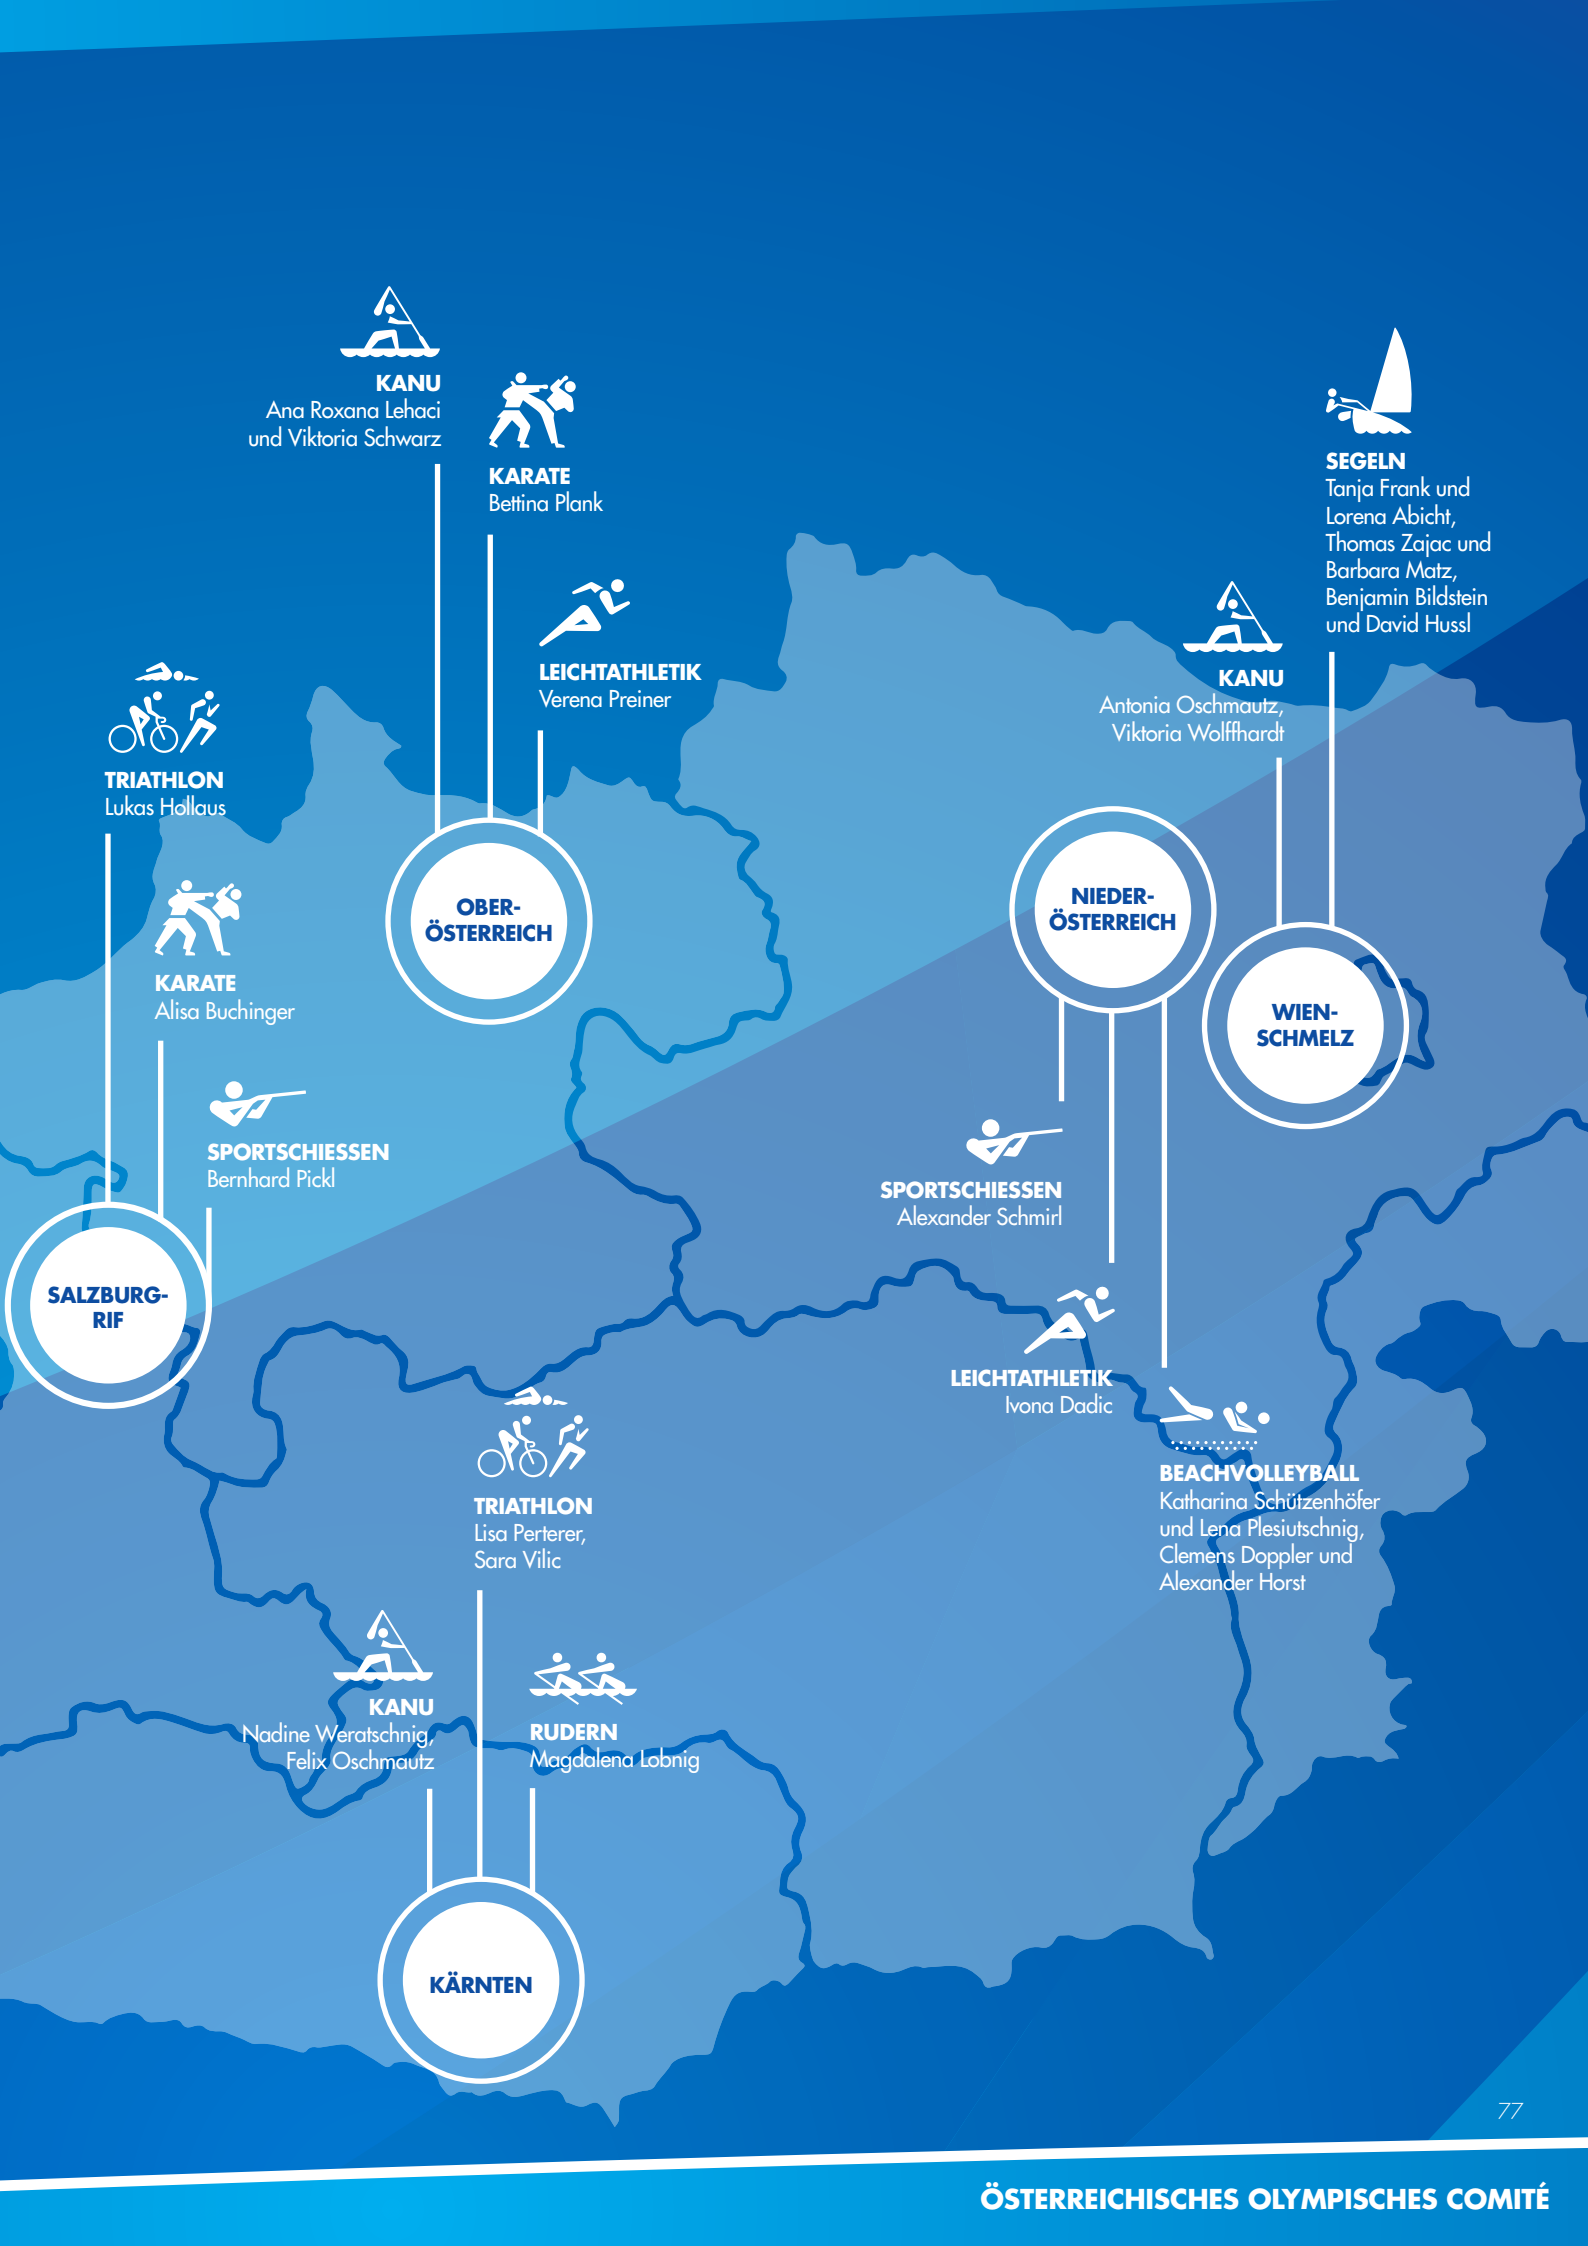 KANU
Ana Roxana Lehaci
und Viktoria Schwarz
KARATE
Bettina Plank
LEICHTATHLETIK
Verena Preiner
OBER-
ÖSTERREICH
TRIATHLON
Lukas Hollaus
KARATE
Alisa Buchinger
SPORTSCHIESSEN
Bernhard Pickl
SALZBURG-
RIF
SEGELN
Tanja Frank und
Lorena Abicht,
Thomas Zajac und
Barbara Matz,
Benjamin Bildstein
und David Hussl
KANU
Antonia Oschmautz,
Viktoria Wolffhardt
WIEN-
SCHMELZ
NIEDER-
ÖSTERREICH
SPORTSCHIESSEN
Alexander Schmirl
LEICHTATHLETIK
Ivona Dadic
BEACHVOLLEYBALL
Katharina Schützenhöfer
und Lena Plesiutschnig,
Clemens Doppler und
Alexander Horst
TRIATHLON
Lisa Perterer,
Sara Vilic
KANU
Nadine Weratschnig,
Felix Oschmautz
RUDERN
Magdalena Lobnig
KÄRNTEN
77
ÖSTERREICHISCHES OLYMPISCHES COMITÉ